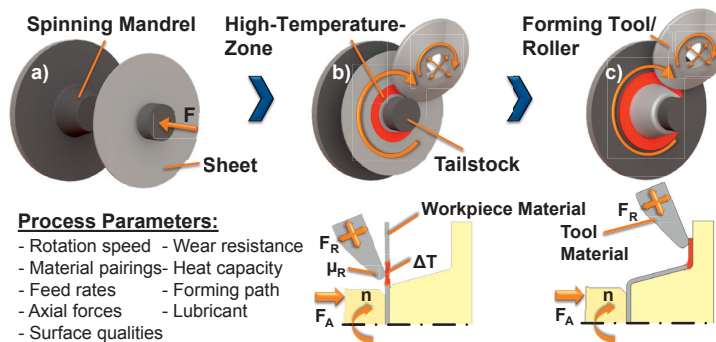 Spinning Mandrel
High-Temperature-
Zone
Forming Tool/
Roller
a)
b)
c)
F
Sheet
Tailstock
Process Parameters:
- Rotation speed - Wear resistance
- Material pairings- Heat capacity
- Feed rates - Forming path
- Axial forces - Lubricant
- Surface qualities
Workpiece Material
F_R
μ_R
ΔT
n
F_A
F_R
Tool
Material
n
F_A